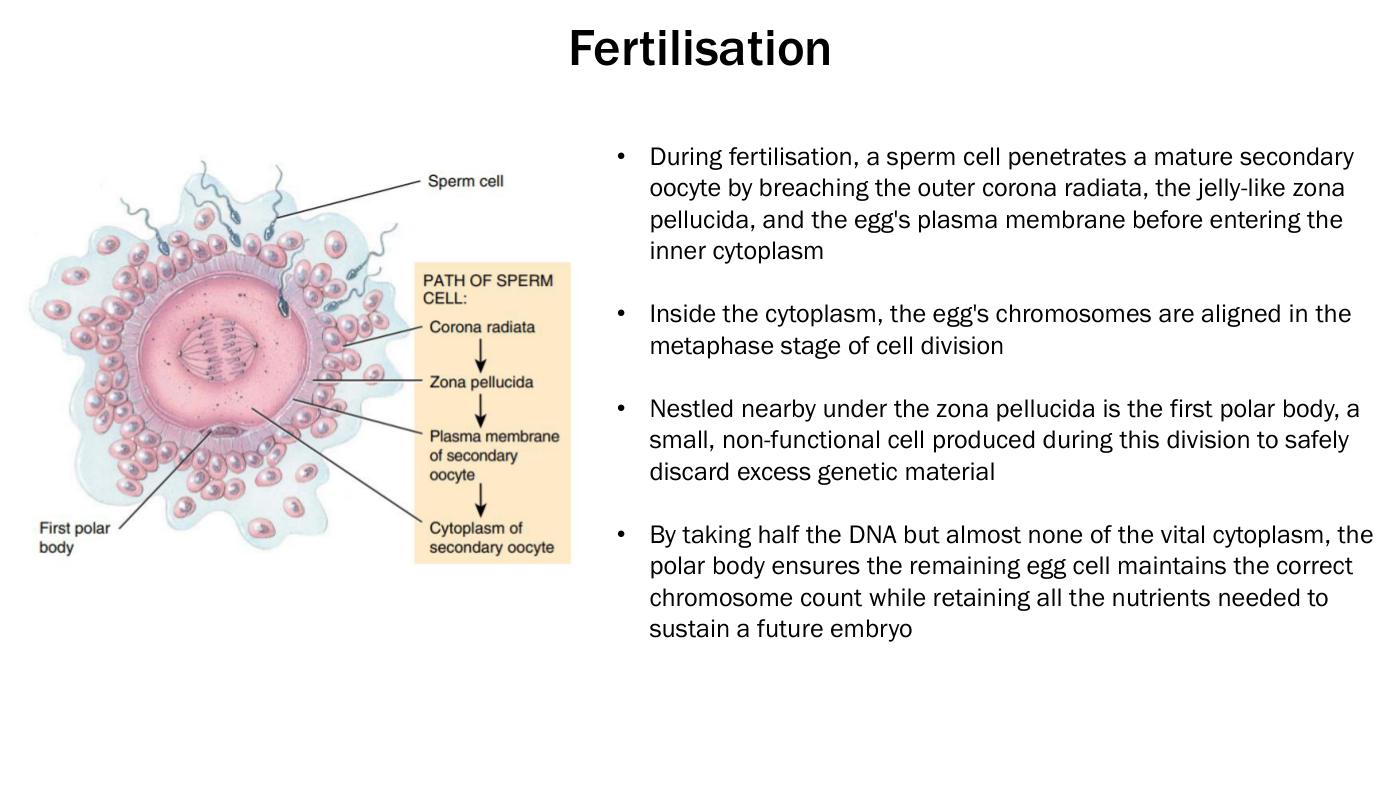 Fertilisation
Sperm cell
PATH OF SPERM
CELL:
Corona radiata
Zona pellucida
Plasma membrane
of secondary
oocyte
Cytoplasm of
secondary oocyte
First polar
body
• During fertilisation, a sperm cell penetrates a mature secondary
oocyte by breaching the outer corona radiata, the jelly-like zona
pellucida, and the egg's plasma membrane before entering the
inner cytoplasm
• Inside the cytoplasm, the egg's chromosomes are aligned in the
metaphase stage of cell division
• Nestled nearby under the zona pellucida is the first polar body, a
small, non-functional cell produced during this division to safely
discard excess genetic material
• By taking half the DNA but almost none of the vital cytoplasm, the
polar body ensures the remaining egg cell maintains the correct
chromosome count while retaining all the nutrients needed to
sustain a future embryo